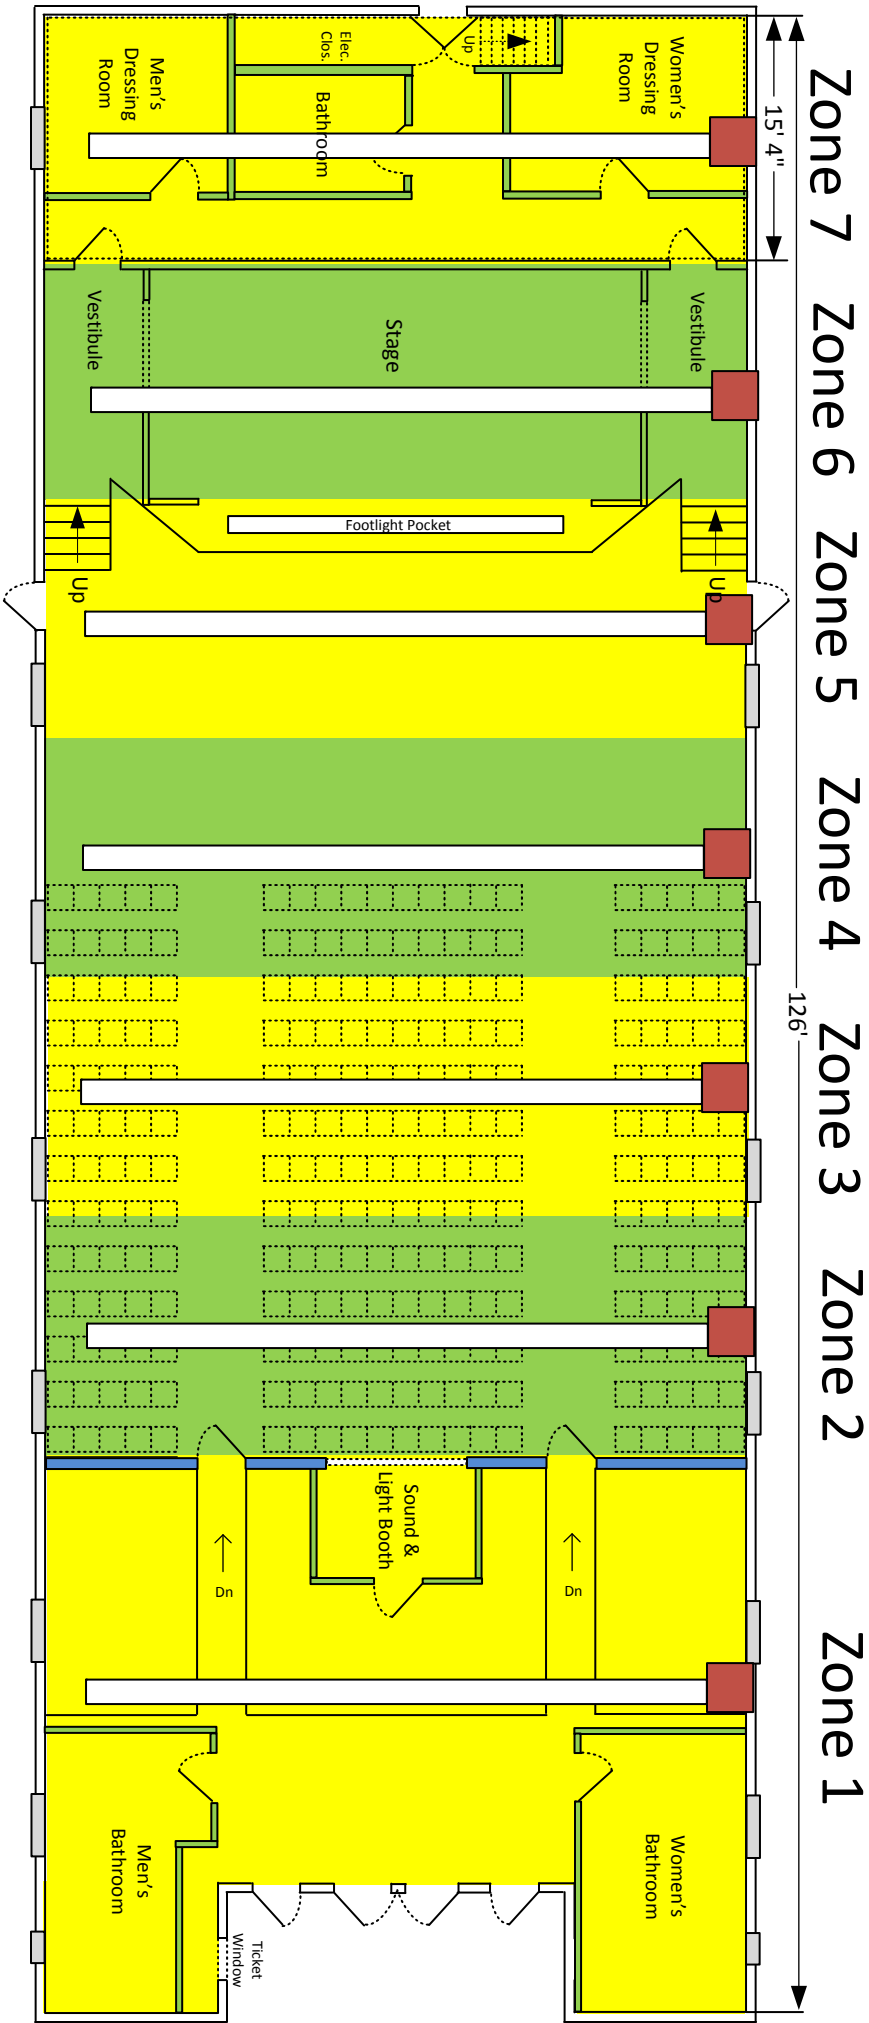 Zone 7
Zone 6
Zone 5
Zone 4
Zone 3
Zone 2
Zone 1
15' 4"
126'
Women's
Dressing
Room
Up
Elec.
Clos.
Bathroom
Men's
Dressing
Room
Vestibule
Stage
Vestibule
Footlight Pocket
Up
Up
Sound &
Light Booth
Dn
Dn
Women's
Bathroom
Men's
Bathroom
Ticket
Window